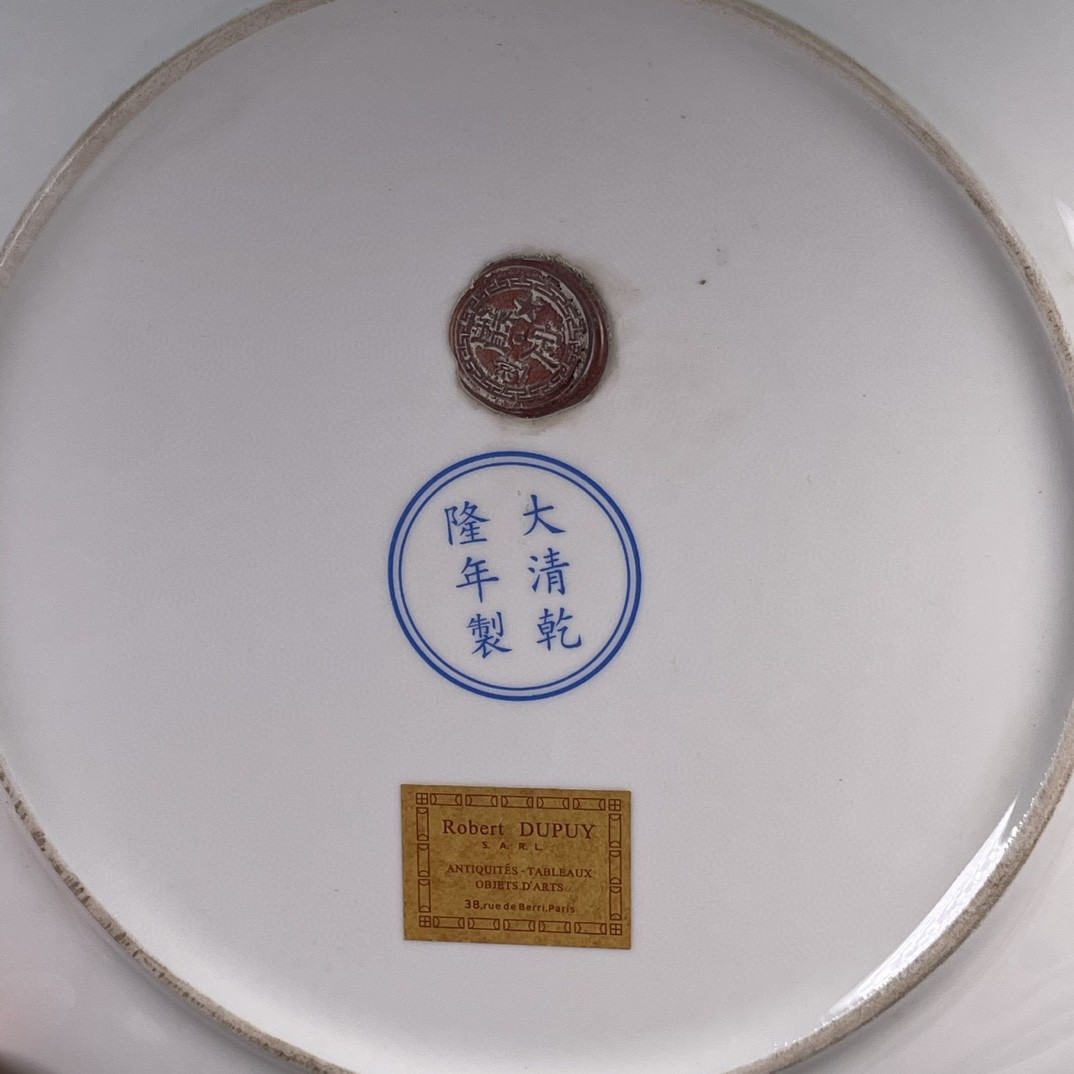 大清乾
隆年製
Robert DUPUY
S. A. R. L
ANTIQUITÉS - TABLEAUX
OBJETS D'ARTS
38,rue de Berri,Paris